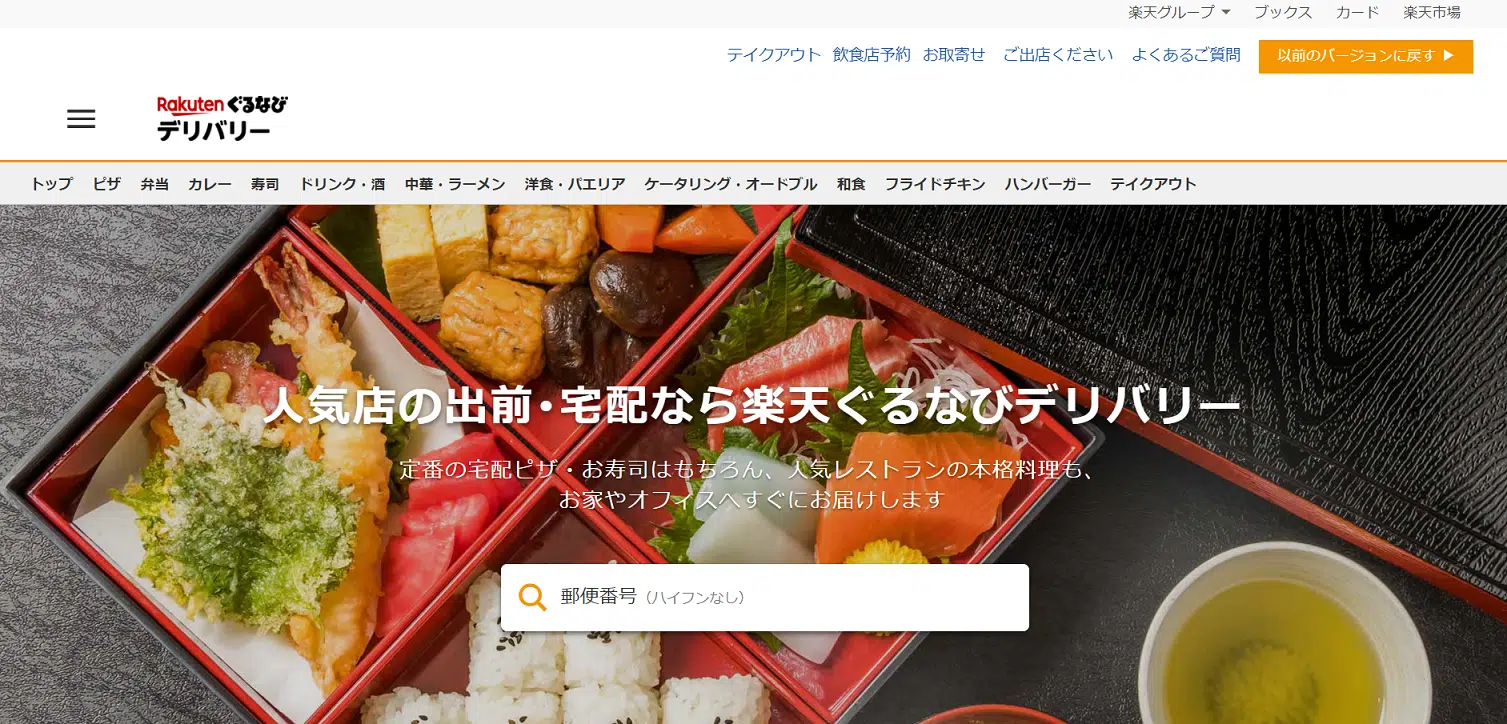 楽天グループ ブックス カード 楽天市場
テイクアウト 飲食店予約 お取寄せ ご出店ください よくあるご質問 以前のバージョンに戻す ▶
Rakuten ぐるなび
デリバリー
トップ ピザ 弁当 カレー 寿司 ドリンク・酒 中華・ラーメン 洋食・パエリア ケータリング・オードブル 和食 フライドチキン ハンバーガー テイクアウト
人気店の出前・宅配なら楽天ぐるなびデリバリー
定番の宅配ピザ・お寿司はもちろん、人気レストランの本格料理も、
お家やオフィスへすぐにお届けします
郵便番号（ハイフンなし）